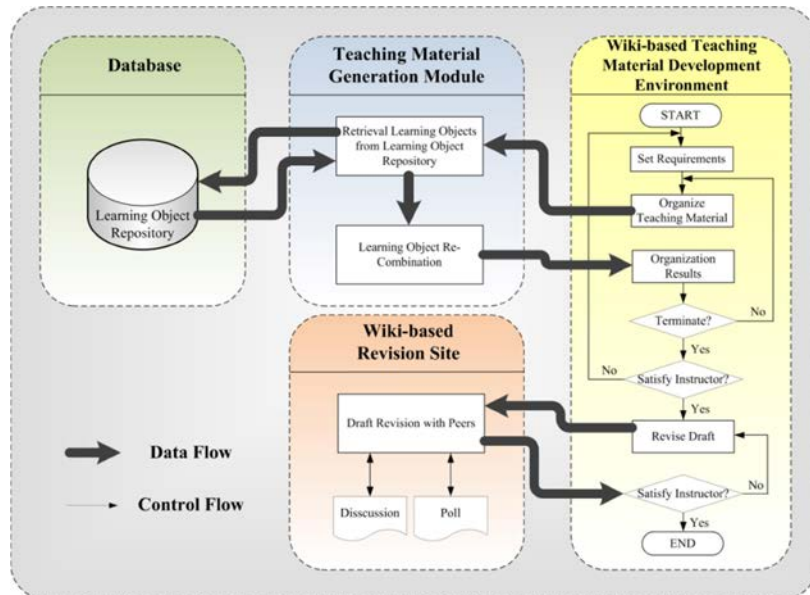 Database
Learning Object
Repository
Teaching Material
Generation Module
Retrieval Learning Objects
from Learning Object
Repository
Learning Object Re-
Combination
Wiki-based
Revision Site
Draft Revision with Peers
Disscussion
Poll
Data Flow
Control Flow
Wiki-based Teaching
Material Development
Environment
START
Set Requirements
Organize
Teaching Material
Organization
Results
Terminate?
No
Yes
Satisfy Instructor?
No
Yes
Revise Draft
Satisfy Instructor?
No
Yes
END